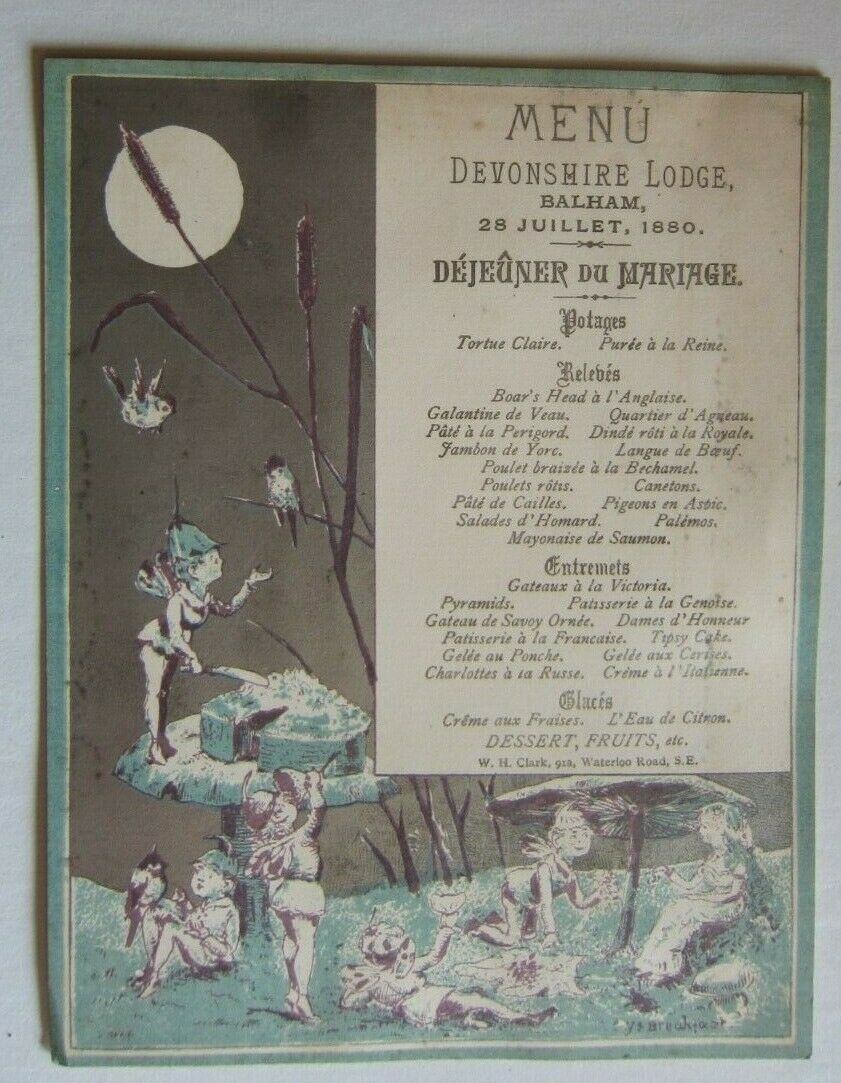 MENU
DEVONSHIRE LODGE,
BALHAM,
28 JUILLET, 1880.
DÉJEÛNER DU MARIAGE.
Potages
Tortue Claire. Purée à la Reine.
Relevés
Boar's Head à l'Anglaise.
Galantine de Veau. Quartier d'Agneau.
Pâté à la Perigord. Dindé rôti à la Royale.
Jambon de Yorc. Langue de Bœuf.
Poulet braizée à la Bechamel.
Poulets rôtis. Canetons.
Pâté de Cailles. Pigeons en Aspic.
Salades d'Homard. Palémos.
Mayonaise de Saumon.
Entremets
Gateaux à la Victoria.
Pyramids. Patisserie à la Genoise.
Gateau de Savoy Ornée. Dames d'Honneur
Patisserie à la Francaise. Tipsy Cake.
Gelée au Ponche. Gelée aux Cerises.
Charlottes à la Russe. Crème à l'Italienne.
Glacés
Crême aux Fraises. L'Eau de Citron.
DESSERT, FRUITS, etc.
W. H. Clark, 91a, Waterloo Road, S.E.
Ye Breakfast